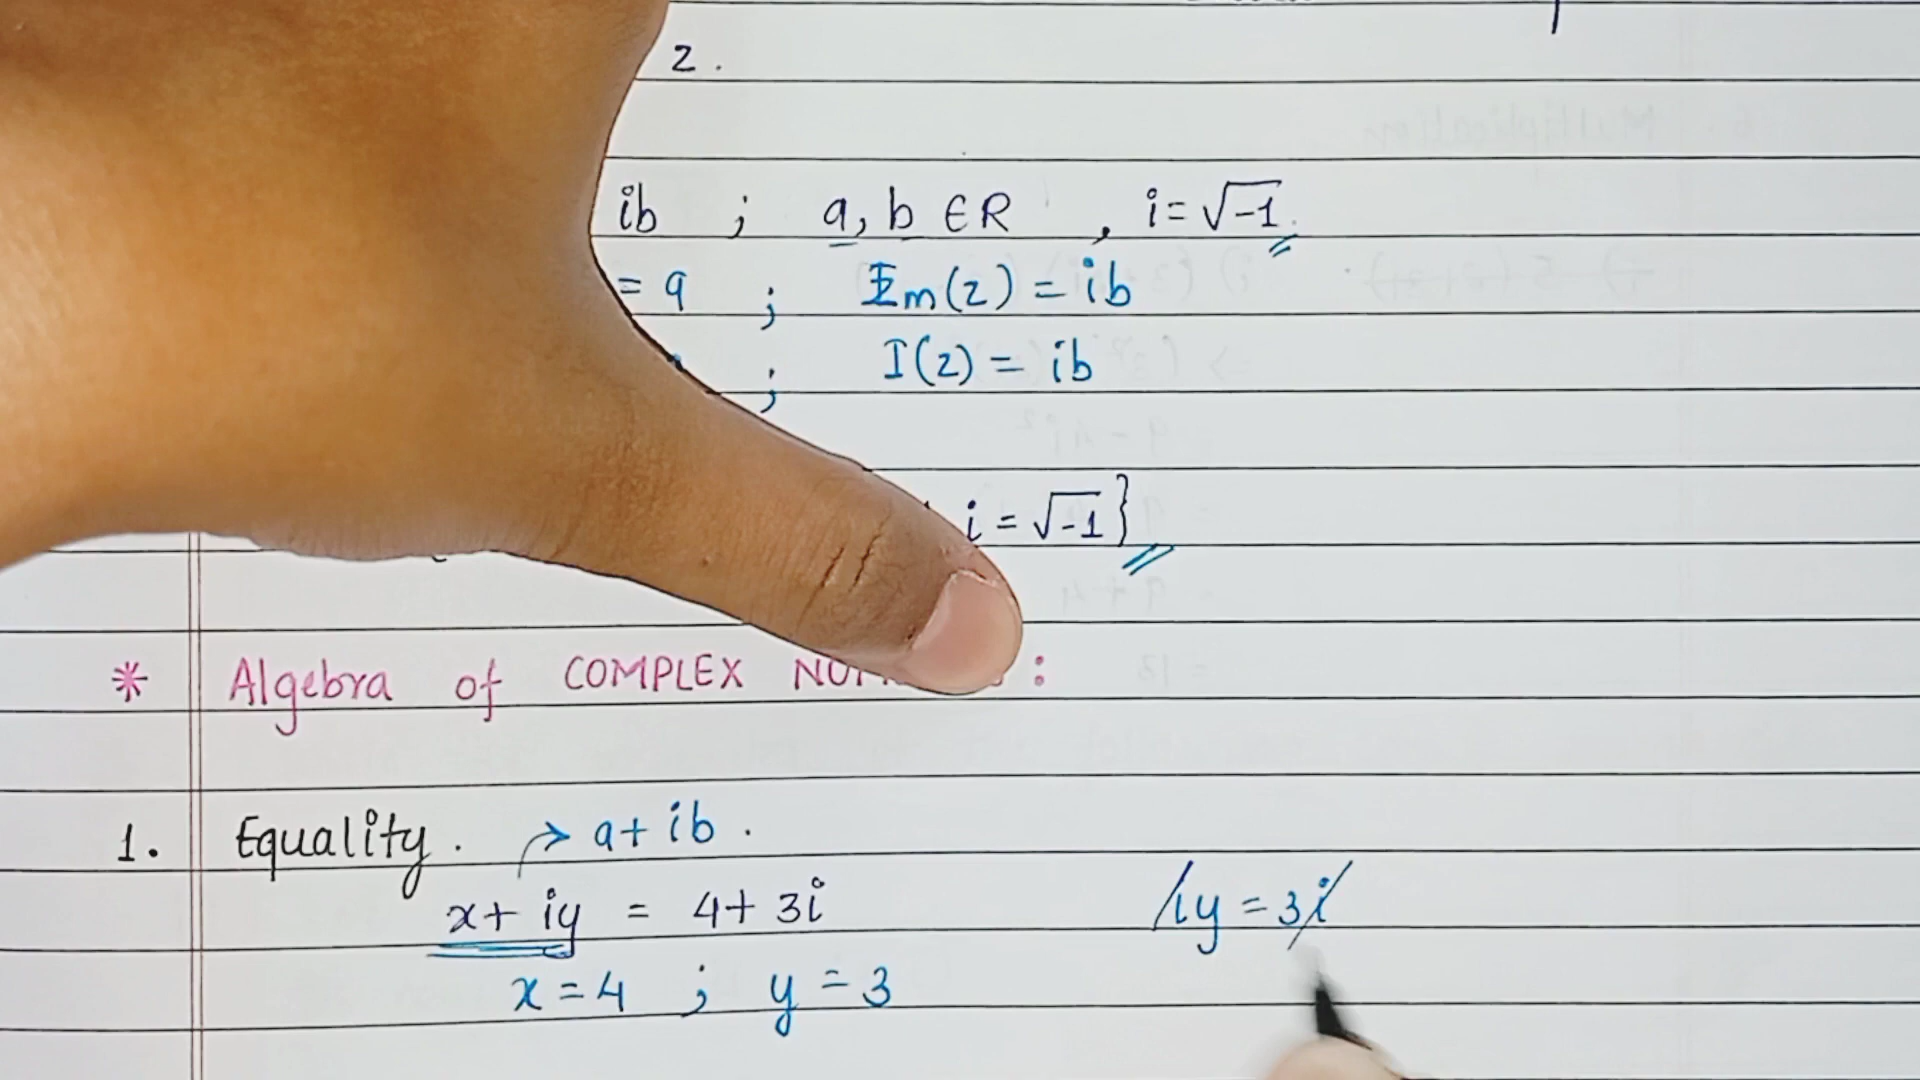 2 .
ib ; a, b ∈ R , i = √-1
= a ; Im(z) = ib
; I(z) = ib
i = √-1 }
* Algebra of COMPLEX :
1. Equality . → a + ib .
x + iy = 4 + 3i iy = 3i
x = 4 ; y = 3